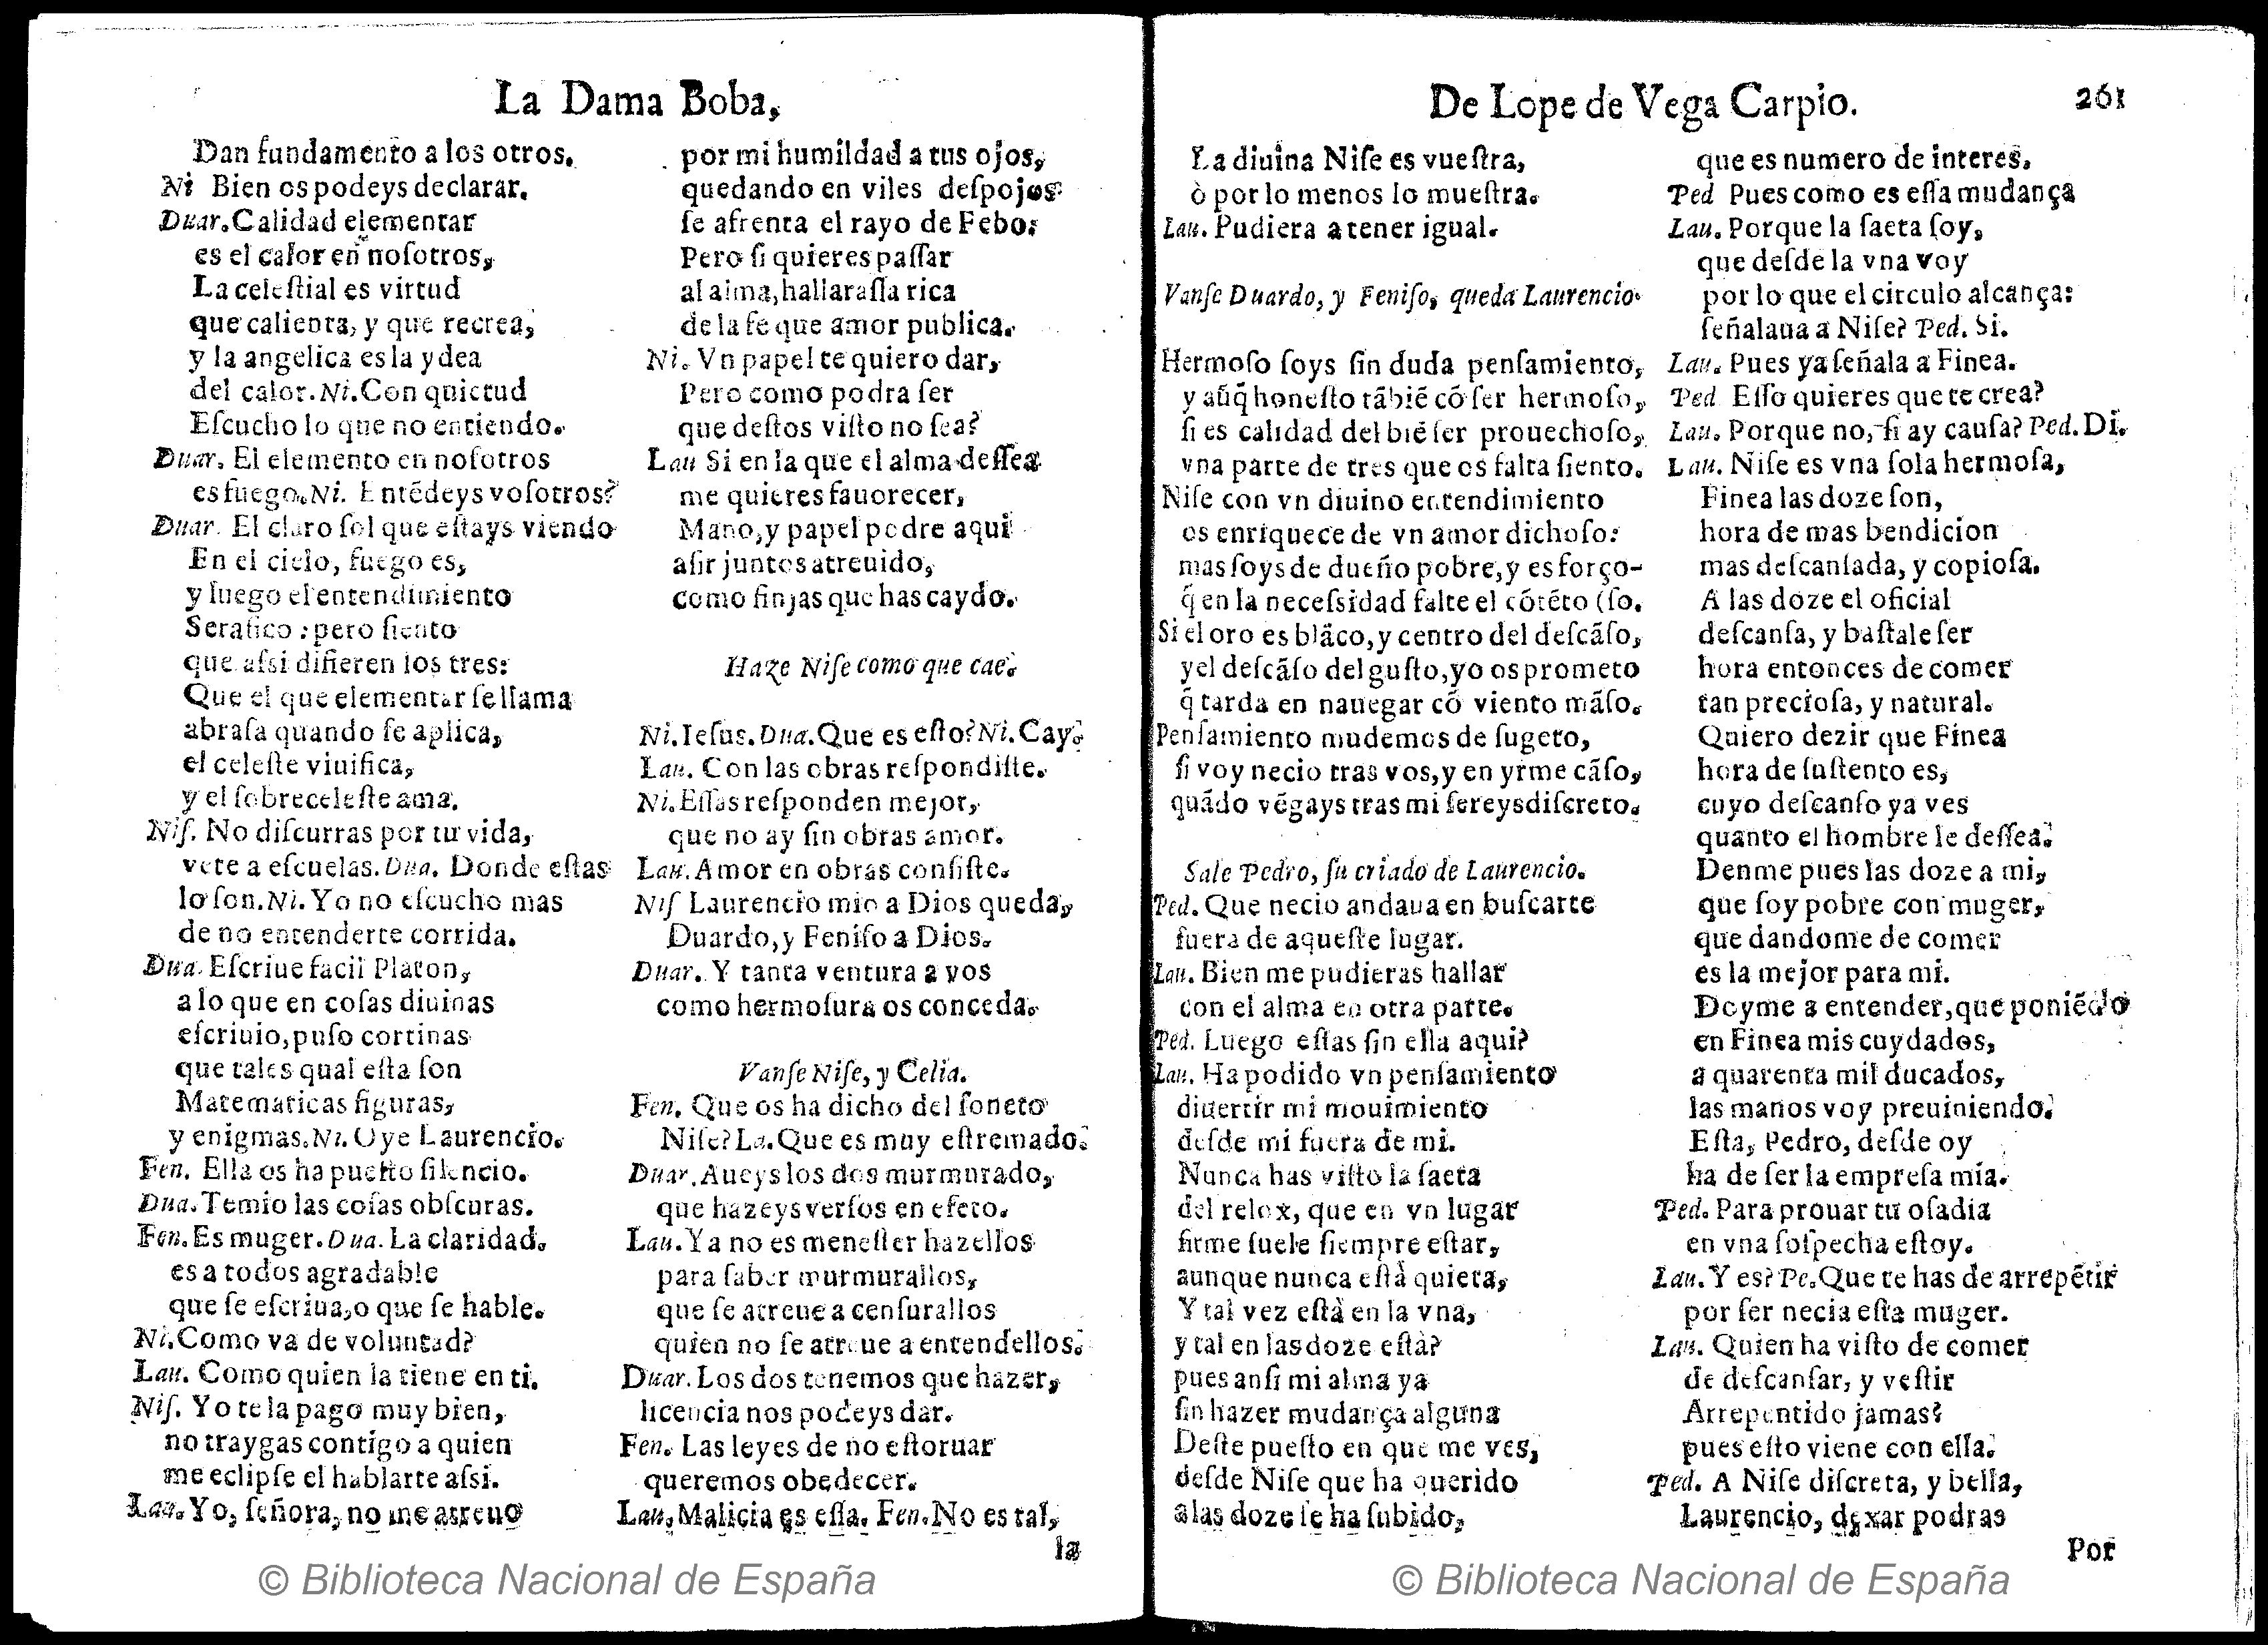 La Dama Boba,
Dan fundamento a los otros.
Ni Bien os podeys declarar.
Duar. Calidad elementar
es el calor en nosotros,
La celeſtial es virtud
que calienta, y que recrea,
y la angelica es la ydea
del calor. Ni. Con quietud
Eſcucho lo que no entiendo.
Duar. El elemento en noſotros
es fuego. Ni. Entēdeys voſotros?
Duar. El claro ſol que eſtays viendo
En el cielo, fuego es,
y fuego el entendimiento
Serafico: pero ſiento
que aſsi difieren los tres:
Que el que elementar ſe llama
abraſa quando ſe aplica,
el celeſte viuifica,
y el ſobreceleſte ama.
Niſ. No diſcurras por tu vida,
vete a eſcuelas. Dua. Donde eſtas
lo ſon. Ni. Yo no eſcucho mas
de no entenderte corrida.
Dua. Eſcriue facil Platon,
a lo que en coſas diuinas
eſcriuio, puſo cortinas
que tales qual eſta ſon
Matematicas figuras,
y enigmas. Ni. Oye Laurencio.
Fen. Ella os ha pueſto ſilencio.
Dua. Temio las coſas obſcuras.
Fen. Es muger. Dua. La claridad.
es a todos agradable
que ſe eſcriua, o que ſe hable.
Ni. Como va de voluntad?
Lau. Como quien la tiene en ti.
Niſ. Yo te la pago muy bien,
no traygas contigo a quien
me eclipſe el hablarte aſsi.
Lau. Yo, ſeñora, no me atreuo
por mi humildad a tus ojos,
quedando en viles deſpojos
ſe afrenta el rayo de Febo:
Pero ſi quieres paſſar
al alma, hallaraſla rica
de la fe que amor publica.
Ni. Vn papel te quiero dar,
Pero como podra ſer
que deſtos viſto no ſea?
Lau Si en la que el alma deſſea
me quieres fauorecer,
Mano, y papel podre aqui
aſir juntos atreuido,
como finjas que has caydo.
Haze Niſe como que cae.
Ni. Ieſus. Dua. Que es eſto? Ni. Cay.
Lau. Con las obras reſpondiſte.
Ni. Eſſas reſponden mejor,
que no ay ſin obras amor.
Lau. Amor en obras conſiſte.
Niſ Laurencio mio a Dios queda,
Duardo, y Feniſo a Dios.
Duar. Y tanta ventura a vos
como hermoſura os conceda.
Vanſe Niſe, y Celia.
Fen. Que os ha dicho del ſoneto
Niſe? La. Que es muy eſtremado.
Duar. Aueys los dos murmurado,
que hazeys verſos en efeto.
Lau. Ya no es meneſter hazellos
para ſaber murmurallos,
que ſe atreue a cenſurallos
quien no ſe atreue a entendellos.
Duar. Los dos tenemos que hazer,
licencia nos podeys dar.
Fen. Las leyes de no eſtoruar
queremos obedecer.
Lau. Malicia es eſſa. Fen. No es tal,
la
De Lope de Vega Carpio. 261
La diuina Niſe es vueſtra,
ò por lo menos lo mueſtra.
Lau. Pudiera a tener igual.
Vanſe Duardo, y Feniſo, queda Laurencio.
Hermoſo ſoys ſin duda penſamiento,
y aũq̃ honeſto tābiē cō ſer hermoſo,
ſi es calidad del biē ſer prouechoſo,
vna parte de tres que os falta ſiento.
Niſe con vn diuino entendimiento
os enriquece de vn amor dichoſo:
mas ſoys de dueño pobre, y es forço-
q̃ en la neceſsidad falte el cōtēto (ſo.
Si el oro es blāco, y centro del deſcāſo,
y el deſcāſo del guſto, yo os prometo
q̃ tarda en nauegar cō viento māſo.
Penſamiento mudemos de ſugeto,
ſi voy necio tras vos, y en yrme cāſo,
quādo vēgays tras mi ſereys diſcreto.
Sale Pedro, ſu criado de Laurencio.
Ped. Que necio andaua en buſcarte
fuera de aqueſte lugar.
Lau. Bien me pudieras hallar
con el alma en otra parte.
Ped. Luego eſtas ſin ella aqui?
Lau. Ha podido vn penſamiento
diuertir mi mouimiento
deſde mi fuera de mi.
Nunca has viſto la ſaeta
del relox, que en vn lugar
firme ſuele ſiempre eſtar,
aunque nunca eſtà quieta,
Y tal vez eſtà en la vna,
y tal en las doze eſtà?
pues anſi mi alma ya
ſin hazer mudança alguna
Deſte pueſto en que me ves,
deſde Niſe que ha querido
a las doze ſe ha ſubido,
que es numero de interes.
Ped Pues como es eſſa mudança
Lau. Porque la ſaeta ſoy,
que deſde la vna voy
por lo que el circulo alcança:
ſeñalaua a Niſe? Ped. Si.
Lau. Pues ya ſeñala a Finea.
Ped Eſſo quieres que te crea?
Lau. Porque no, ſi ay cauſa? Ped. Di.
Lau. Niſe es vna ſola hermoſa,
Finea las doze ſon,
hora de mas bendicion
mas deſcanſada, y copioſa.
A las doze el oficial
deſcanſa, y baſtale ſer
hora entonces de comer
tan precioſa, y natural.
Quiero dezir que Finea
hora de ſuſtento es,
cuyo deſcanſo ya ves
quanto el hombre le deſſea.
Denme pues las doze a mi,
que ſoy pobre con muger,
que dandome de comer
es la mejor para mi.
Doyme a entender, que poniēdo
en Finea mis cuydados,
a quarenta mil ducados,
las manos voy preuiniendo.
Eſta, Pedro, deſde oy
ha de ſer la empreſa mia.
Ped. Para prouar tu oſadia
en vna ſoſpecha eſtoy.
Lau. Y es? Pe. Que te has de arrepētir
por ſer necia eſta muger.
Lau. Quien ha viſto de comer
de deſcanſar, y veſtir
Arrepentido jamas?
pues eſto viene con ella.
Ped. A Niſe diſcreta, y bella,
Laurencio, dexar podras
Por
© Biblioteca Nacional de España
© Biblioteca Nacional de España